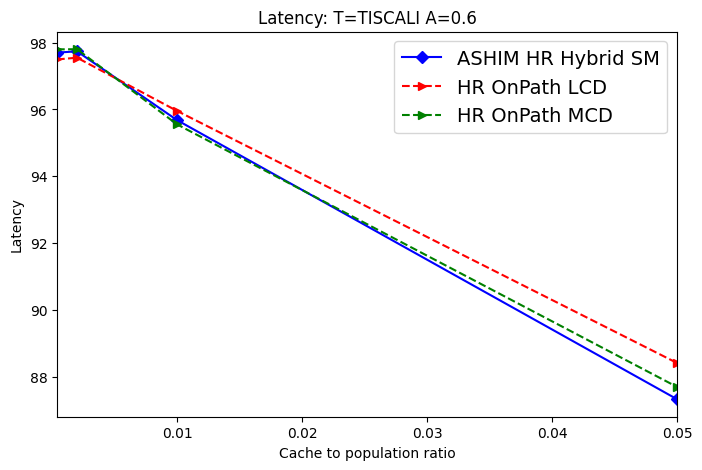 Latency: T=TISCALI A=0.6
98
96
94
92
90
88
Latency
ASHIM HR Hybrid SM
HR OnPath LCD
HR OnPath MCD
0.01
0.02
0.03
0.04
0.05
Cache to population ratio